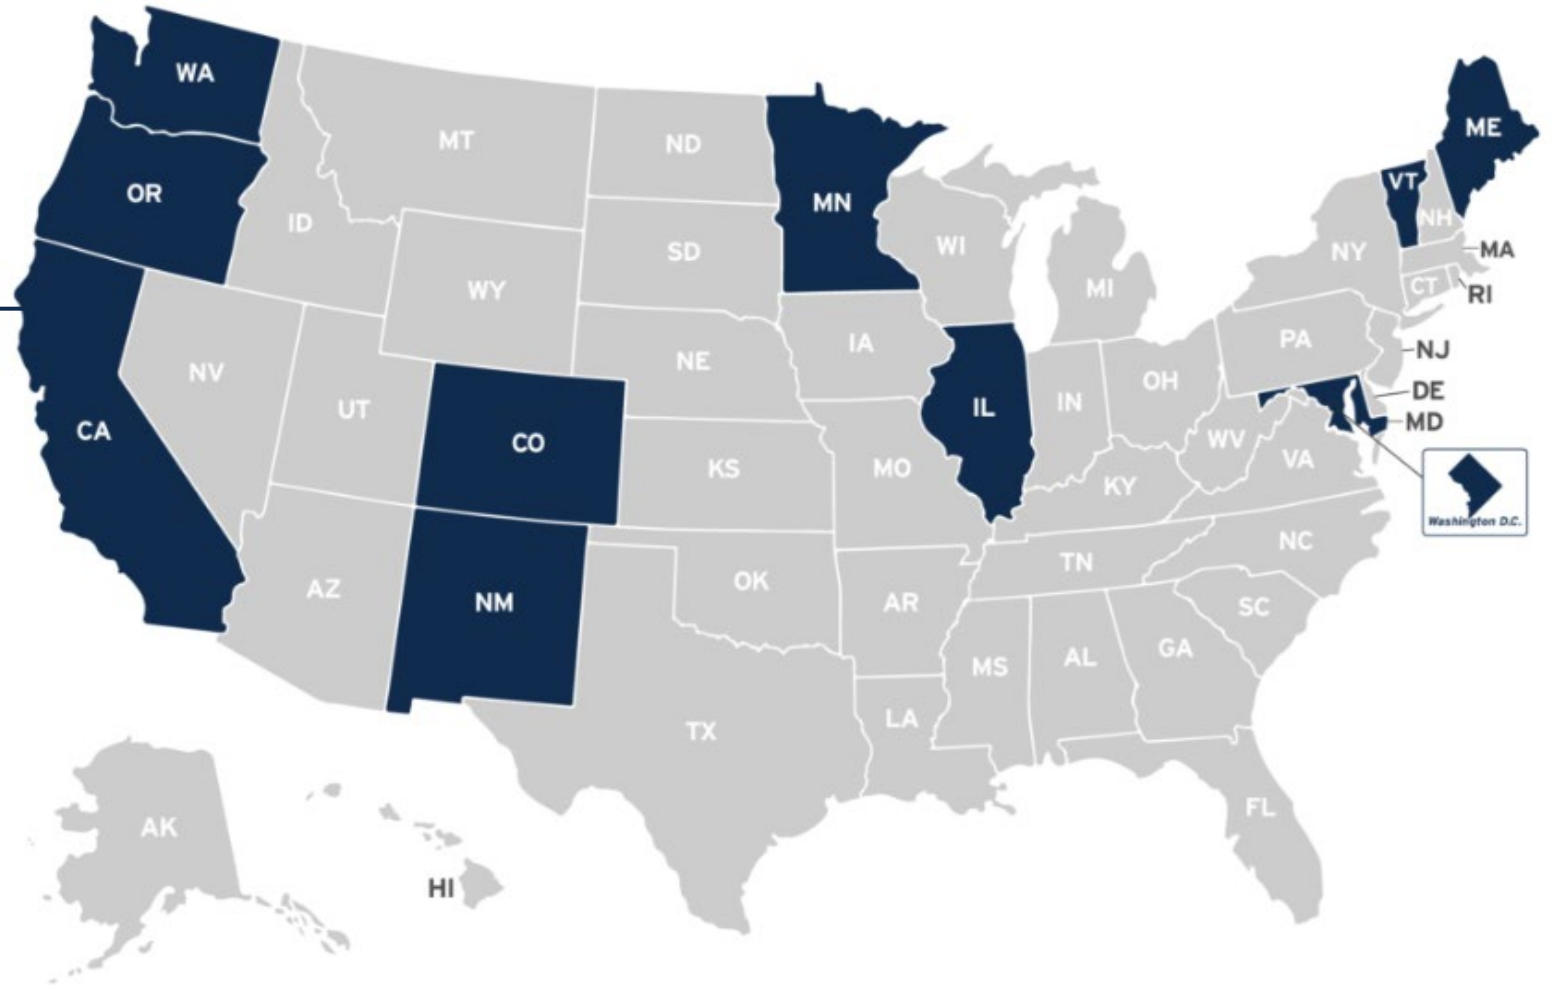 WA
ME
MT
ND
VT
OR
MN
NH
ID
WI
MA
SD
NY
MI
WY
CT
RI
IA
PA
NJ
NE
NV
OH
DE
UT
IN
IL
MD
CA
CO
WV
VA
KS
MO
KY
Washington D.C.
NC
TN
OK
AZ
NM
AR
SC
GA
AL
MS
LA
TX
FL
AK
HI